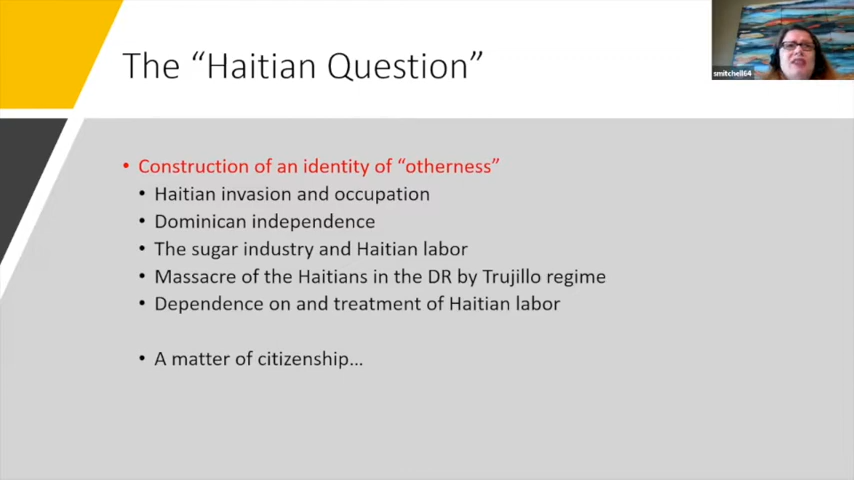 The “Haitian Question”
smitchell64
• Construction of an identity of “otherness”
• Haitian invasion and occupation
• Dominican independence
• The sugar industry and Haitian labor
• Massacre of the Haitians in the DR by Trujillo regime
• Dependence on and treatment of Haitian labor
• A matter of citizenship…